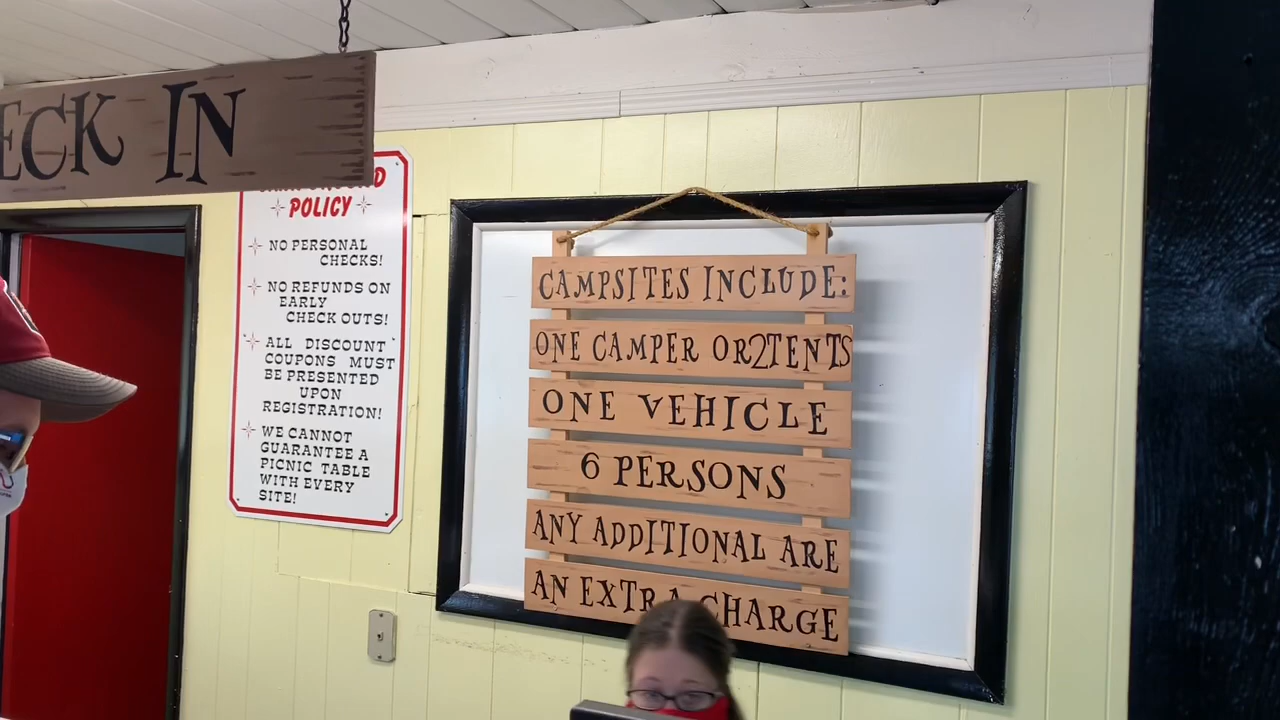 IN
POLICY
NO PERSONAL
CHECKS!
NO REFUNDS ON
EARLY
CHECK OUTS!
ALL DISCOUNT
COUPONS MUST
BE PRESENTED
UPON
REGISTRATION!
WE CANNOT
GUARANTEE A
PICNIC TABLE
WITH EVERY
SITE!
CAMPSITES INCLUDE:
ONE CAMPER OR 2 TENTS
ONE VEHICLE
6 PERSONS
ANY ADDITIONAL ARE
AN EXTRA CHARGE